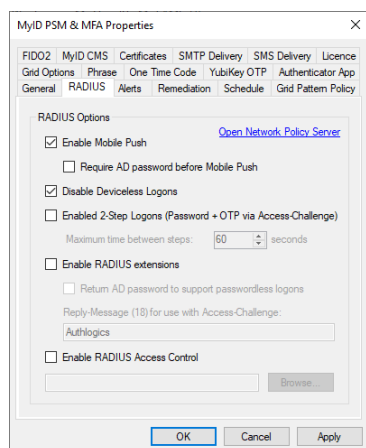 MyID PSM & MFA Properties
FIDO2 MyID CMS Certificates SMTP Delivery SMS Delivery Licence
Grid Options Phrase One Time Code YubiKey OTP Authenticator App
General RADIUS Alerts Remediation Schedule Grid Pattern Policy
RADIUS Options
Open Network Policy Server
Enable Mobile Push
Require AD password before Mobile Push
Disable Deviceless Logons
Enabled 2-Step Logons (Password + OTP via Access-Challenge)
Maximum time between steps: 60 seconds
Enable RADIUS extensions
Return AD password to support passwordless logons
Reply-Message (18) for use with Access-Challenge:
Authlogics
Enable RADIUS Access Control
Browse...
OK Cancel Apply